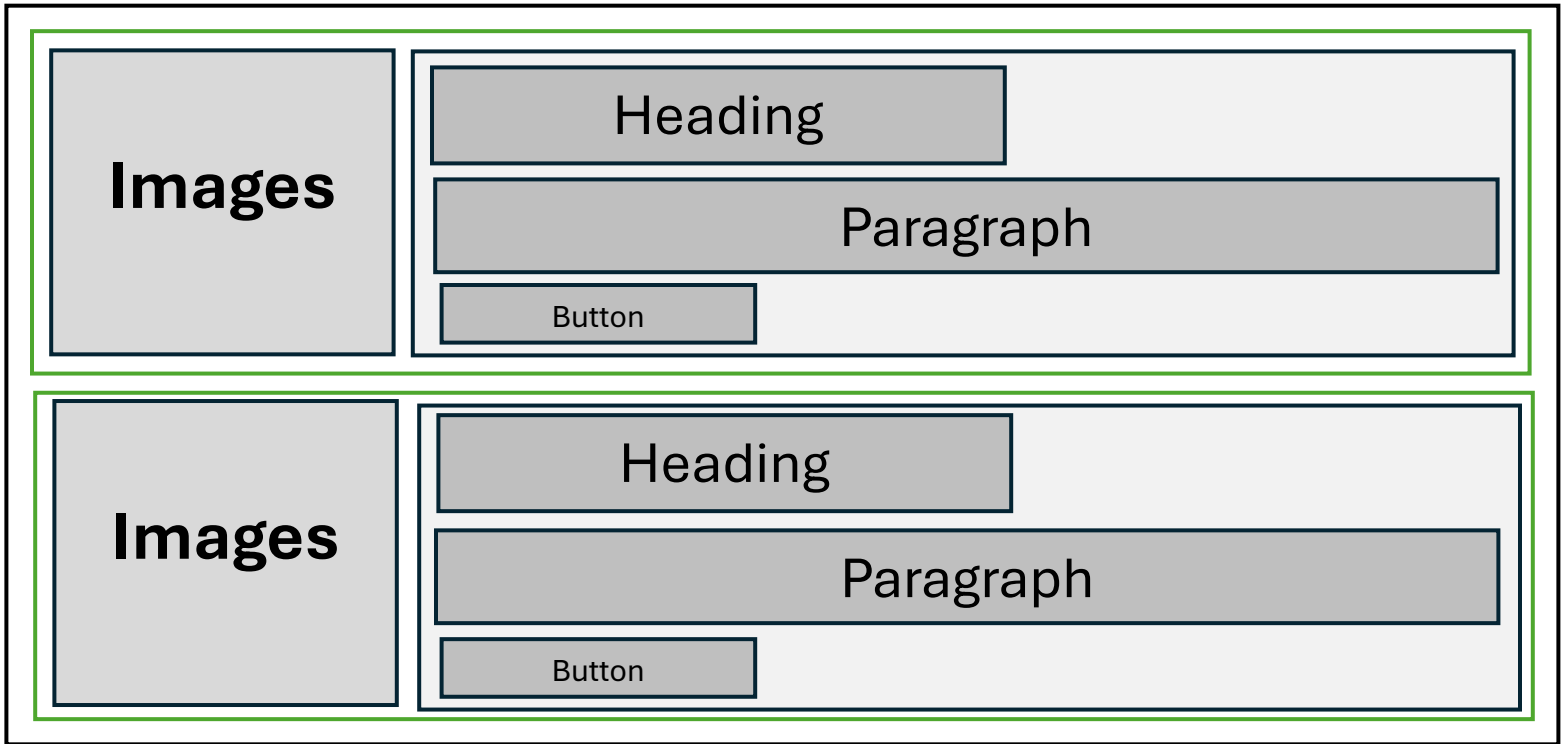 Images
Heading
Paragraph
Button
Images
Heading
Paragraph
Button